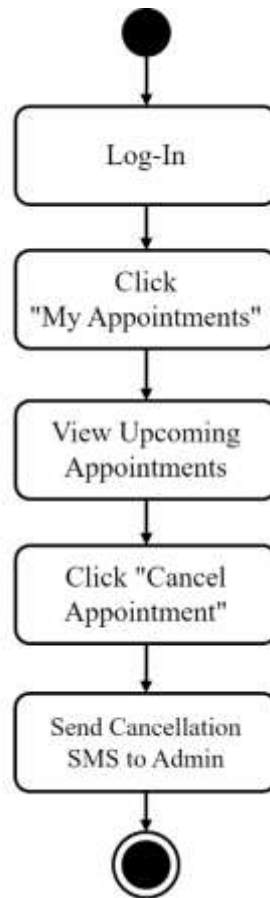 Log-In
Click
"My Appointments"
View Upcoming
Appointments
Click "Cancel
Appointment"
Send Cancellation
SMS to Admin